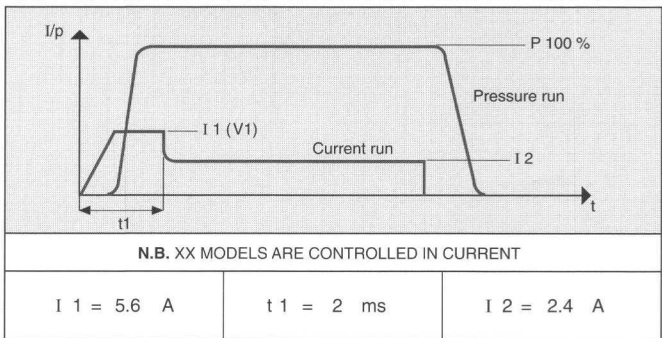 I/p
P 100 %
Pressure run
I 1 (V1)
Current run
I 2
t
t1
N.B. XX MODELS ARE CONTROLLED IN CURRENT
I 1 = 5.6 A
t 1 = 2 ms
I 2 = 2.4 A